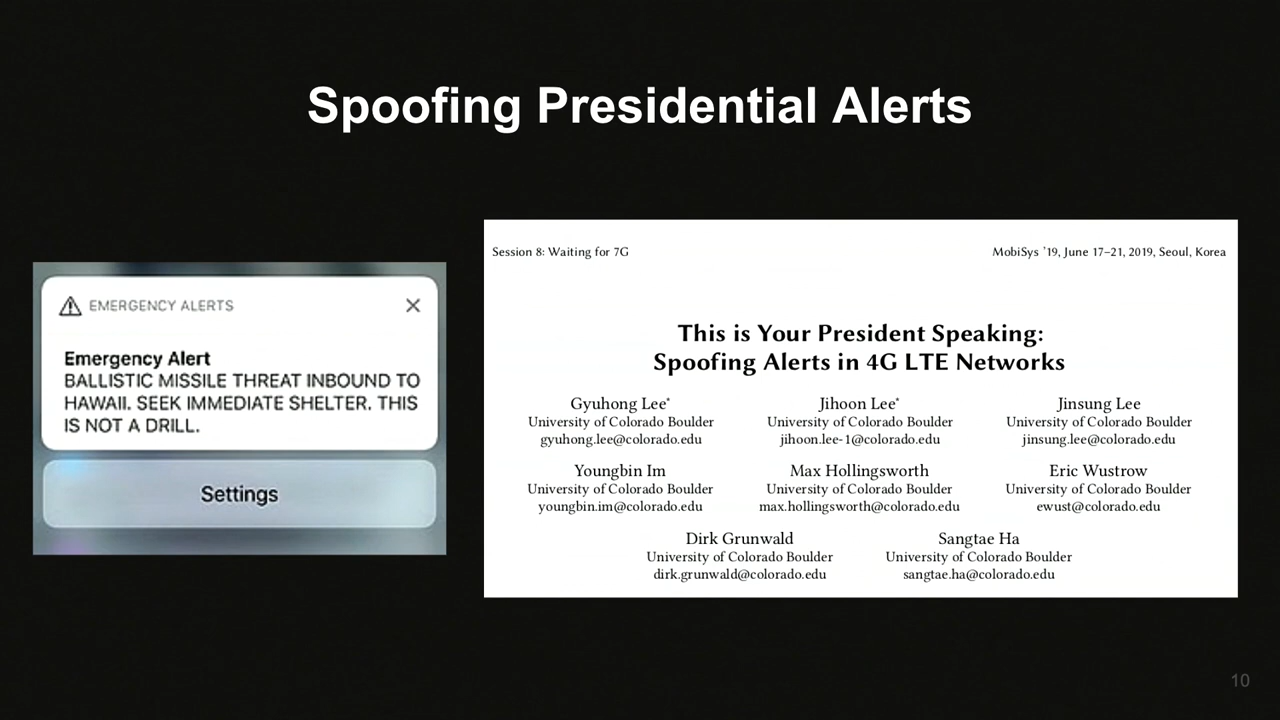 Spoofing Presidential Alerts
EMERGENCY ALERTS
Emergency Alert
BALLISTIC MISSILE THREAT INBOUND TO
HAWAII. SEEK IMMEDIATE SHELTER. THIS
IS NOT A DRILL.
Settings
Session 8: Waiting for 7G
MobiSys '19, June 17–21, 2019, Seoul, Korea
This is Your President Speaking:
Spoofing Alerts in 4G LTE Networks
Gyuhong Lee*
University of Colorado Boulder
gyuhong.lee@colorado.edu
Jihoon Lee*
University of Colorado Boulder
jihoon.lee-1@colorado.edu
Jinsung Lee
University of Colorado Boulder
jinsung.lee@colorado.edu
Youngbin Im
University of Colorado Boulder
youngbin.im@colorado.edu
Max Hollingsworth
University of Colorado Boulder
max.hollingsworth@colorado.edu
Eric Wustrow
University of Colorado Boulder
ewust@colorado.edu
Dirk Grunwald
University of Colorado Boulder
dirk.grunwald@colorado.edu
Sangtae Ha
University of Colorado Boulder
sangtae.ha@colorado.edu
10